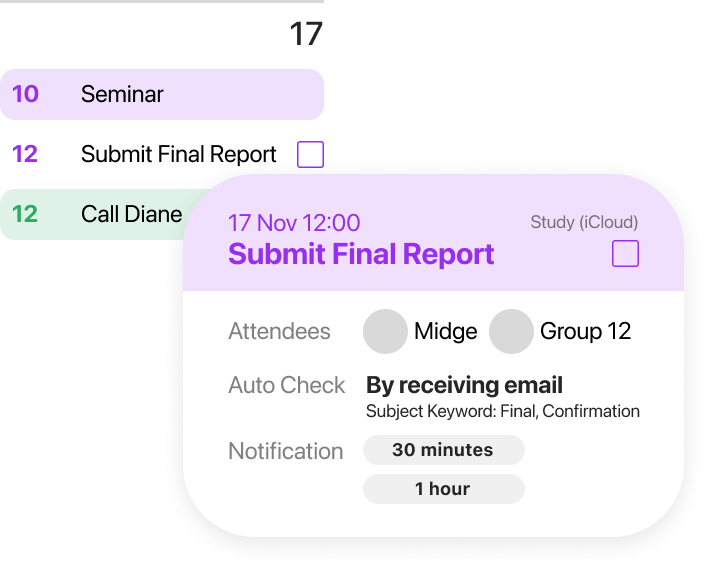 17
10 Seminar
12 Submit Final Report
12 Call Diane
17 Nov 12:00 Study (iCloud)
Submit Final Report
Attendees Midge Group 12
Auto Check By receiving email
Subject Keyword: Final, Confirmation
Notification 30 minutes
1 hour